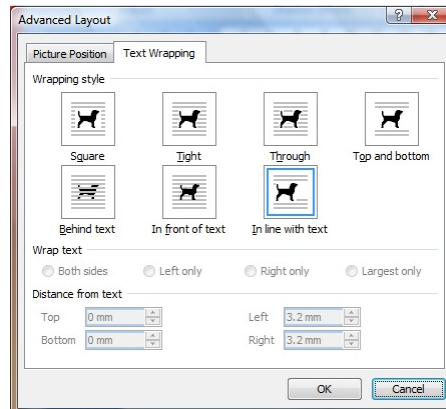 Advanced Layout
Picture Position Text Wrapping
Wrapping style
Square Tight Through Top and bottom
Behind text In front of text In line with text
Wrap text
Both sides Left only Right only Largest only
Distance from text
Top 0 mm Left 3.2 mm
Bottom 0 mm Right 3.2 mm
OK Cancel